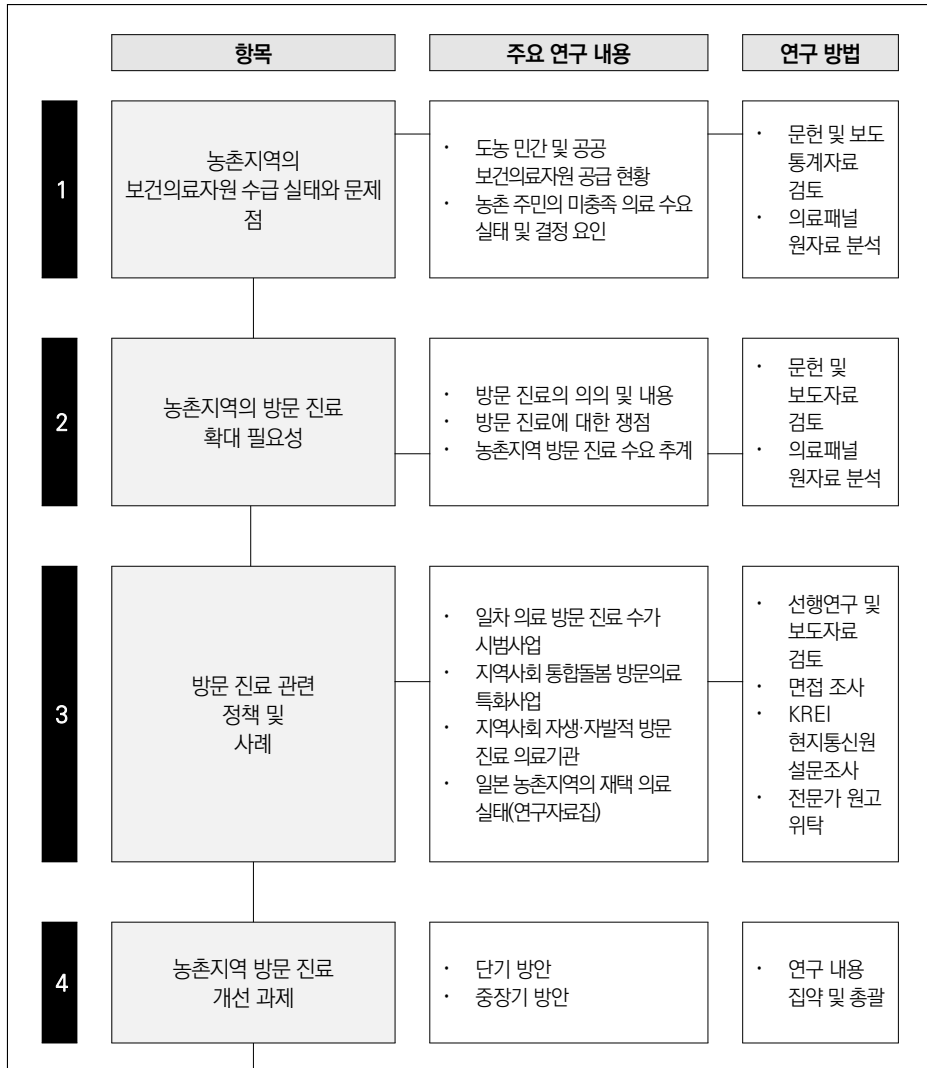 항목
주요 연구 내용
연구 방법
1
농촌지역의
보건의료자원 수급 실태와 문제
점
· 도농 민간 및 공공
보건의료자원 공급 현황
· 농촌 주민의 미충족 의료 수요
실태 및 결정 요인
· 문헌 및 보도
통계자료
검토
· 의료패널
원자료 분석
2
농촌지역의 방문 진료
확대 필요성
· 방문 진료의 의의 및 내용
· 방문 진료에 대한 쟁점
· 농촌지역 방문 진료 수요 추계
· 문헌 및
보도자료
검토
· 의료패널
원자료 분석
3
방문 진료 관련
정책 및
사례
· 일차 의료 방문 진료 수가
시범사업
· 지역사회 통합돌봄 방문의료
특화사업
· 지역사회 자생·자발적 방문
진료 의료기관
· 일본 농촌지역의 재택 의료
실태(연구자료집)
· 선행연구 및
보도자료
검토
· 면접 조사
· KREI
현지통신원
설문조사
· 전문가 원고
위탁
4
농촌지역 방문 진료
개선 과제
· 단기 방안
· 중장기 방안
· 연구 내용
집약 및 총괄